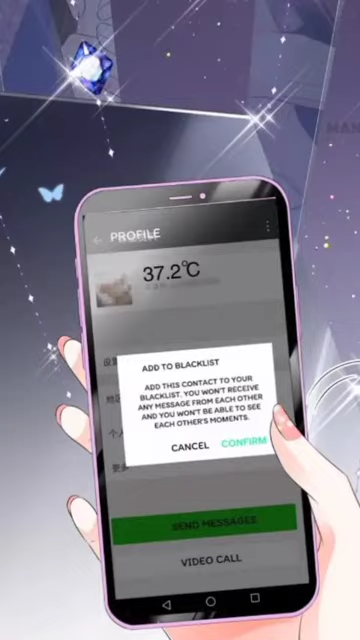 MAN
PROFILE
37.2℃
ADD TO BLACKLIST
ADD THIS CONTACT TO YOUR
BLACKLIST. YOU WON'T RECEIVE
ANY MESSAGE FROM EACH OTHER
AND YOU WON'T BE ABLE TO SEE
EACH OTHER'S MOMENTS.
CANCEL CONFIRM
SEND MESSAGES
VIDEO CALL